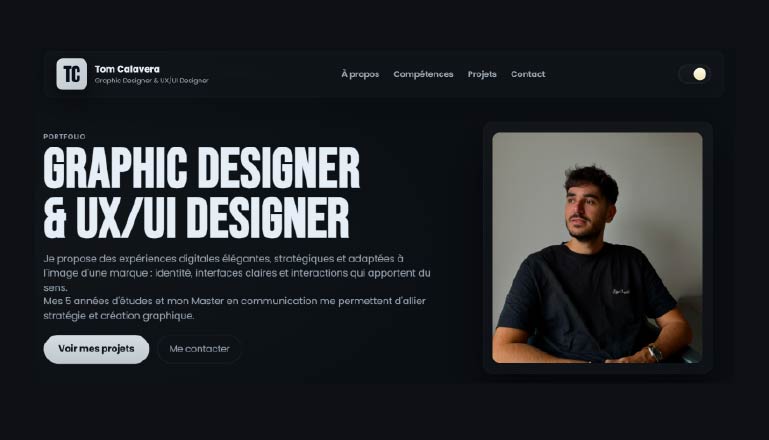 TC
Tom Calavera
Graphic Designer & UX/UI Designer
À propos Compétences Projets Contact
PORTFOLIO
GRAPHIC DESIGNER
& UX/UI DESIGNER
Je propose des expériences digitales élégantes, stratégiques et adaptées à
l'image d'une marque : identité, interfaces claires et interactions qui apportent du
sens.
Mes 5 années d'études et mon Master en communication me permettent d'allier
stratégie et création graphique.
Voir mes projets Me contacter